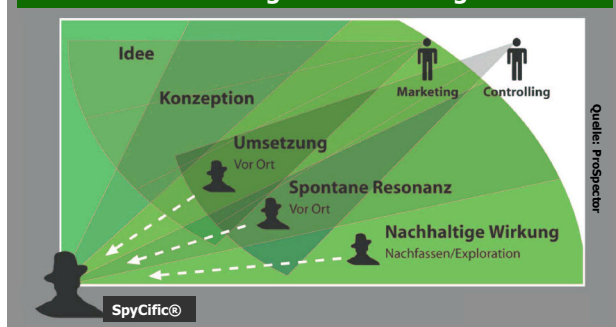 Idee
Konzeption
Marketing
Controlling
Umsetzung
Vor Ort
Spontane Resonanz
Vor Ort
Nachhaltige Wirkung
Nachfassen/Exploration
SpyCific®
Quelle: ProSpector